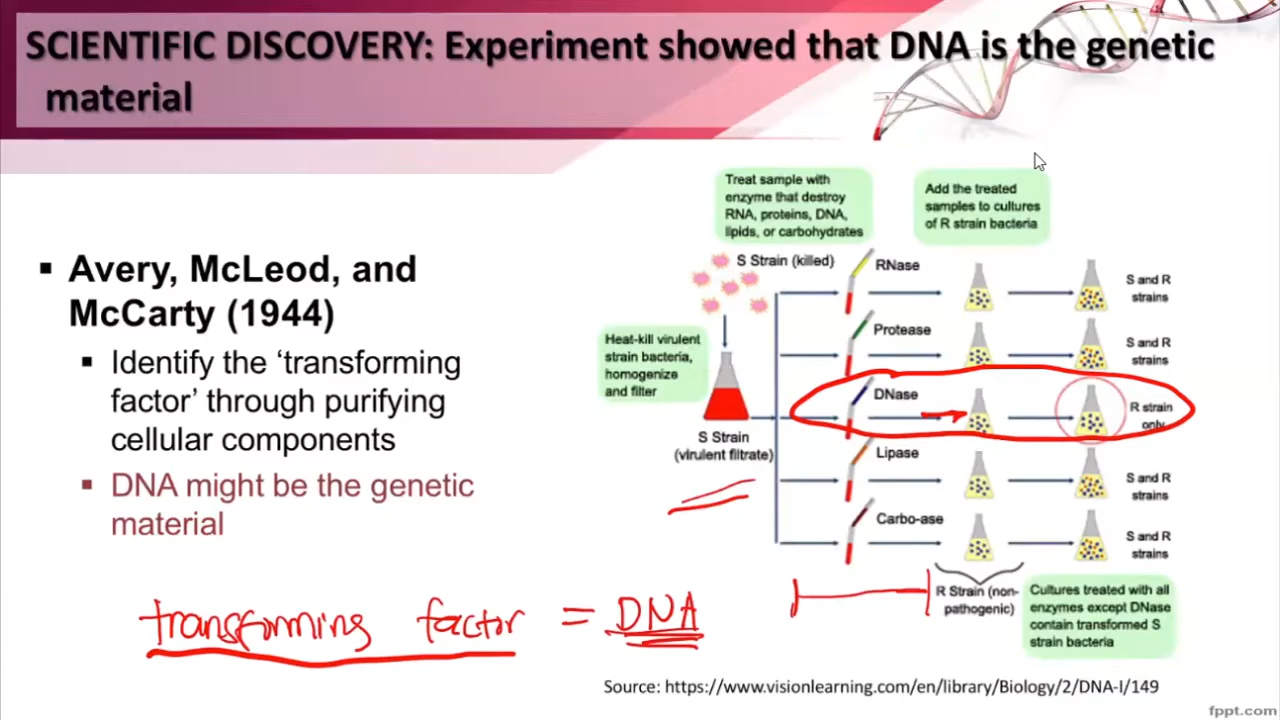 SCIENTIFIC DISCOVERY: Experiment showed that DNA is the genetic
material
Avery, McLeod, and
McCarty (1944)
Identify the ‘transforming
factor’ through purifying
cellular components
DNA might be the genetic
material
transforming factor = DNA
Treat sample with
enzyme that destroy
RNA, proteins, DNA,
lipids, or carbohydrates
Add the treated
samples to cultures
of R strain bacteria
S Strain (killed)
Heat-kill virulent
strain bacteria,
homogenize
and filter
S Strain
(virulent filtrate)
RNase
S and R
strains
Protease
S and R
strains
DNase
R strain
only
Lipase
S and R
strains
Carbo-ase
S and R
strains
R Strain (non-
pathogenic)
Cultures treated with all
enzymes except DNase
contain transformed S
strain bacteria
Source: https://www.visionlearning.com/en/library/Biology/2/DNA-I/149
fppt.com